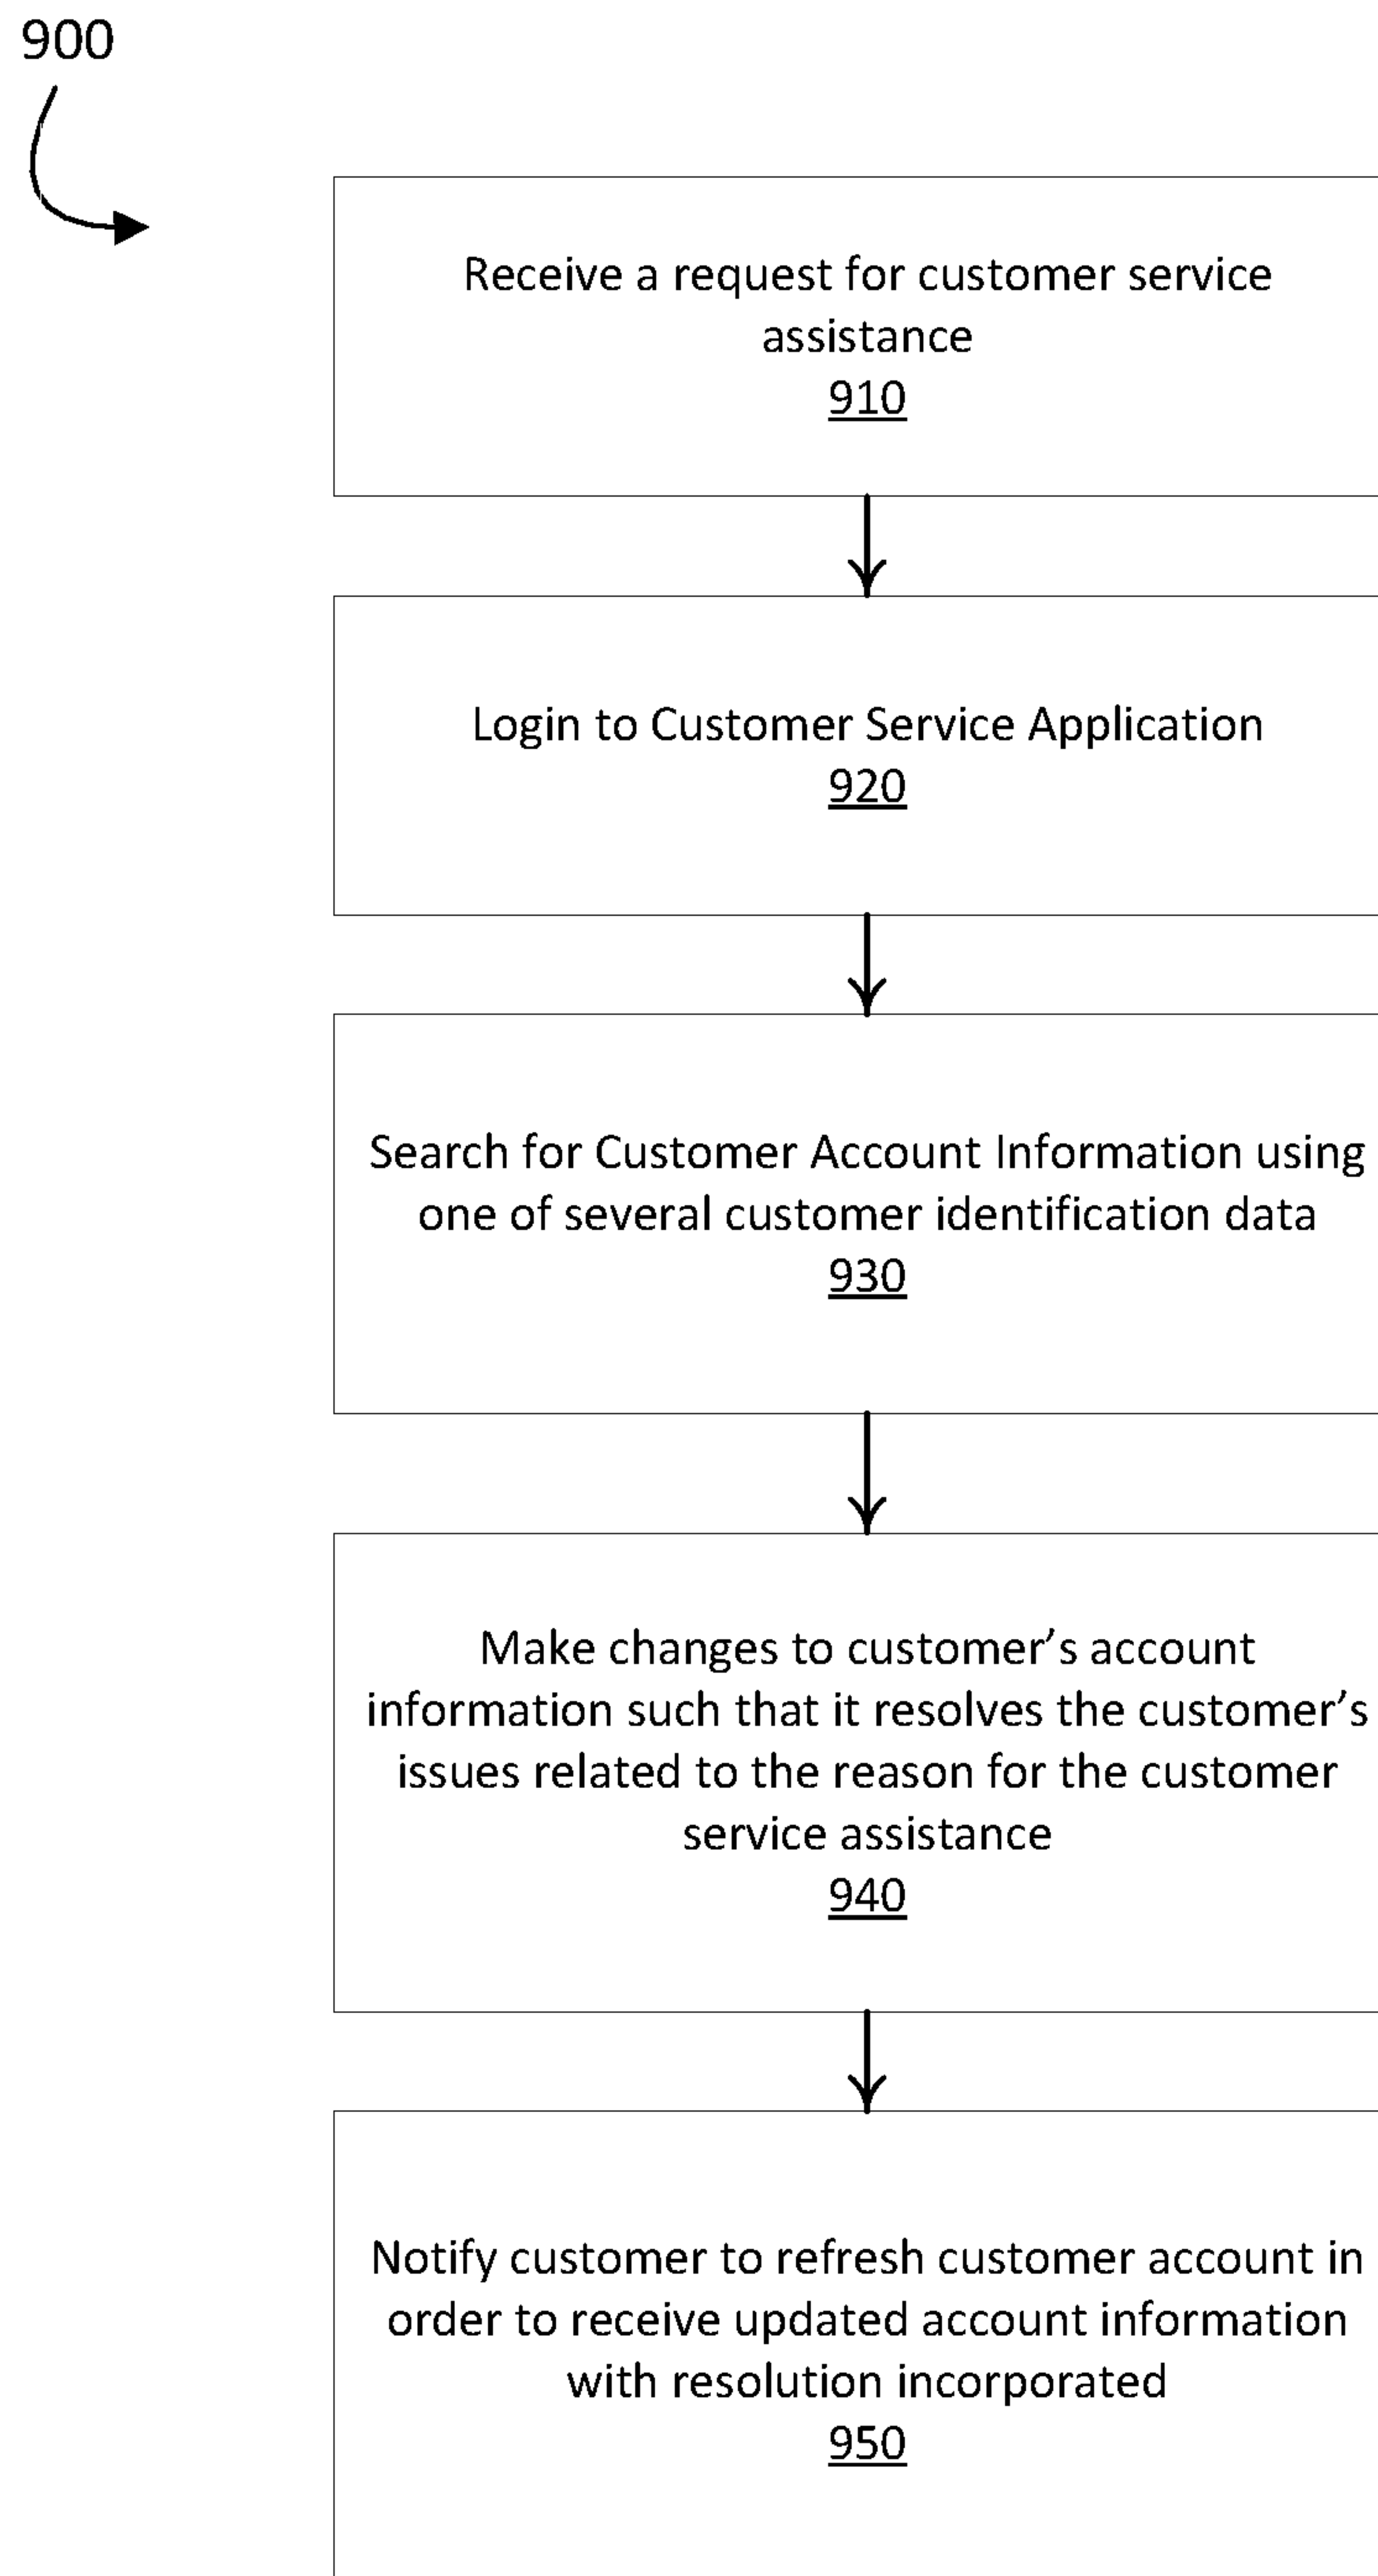 900
Receive a request for customer service
assistance
910
Login to Customer Service Application
920
Search for Customer Account Information using
one of several customer identification data
930
Make changes to customer’s account
information such that it resolves the customer’s
issues related to the reason for the customer
service assistance
940
Notify customer to refresh customer account in
order to receive updated account information
with resolution incorporated
950